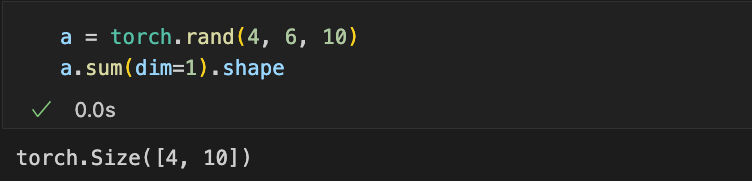 a = torch.rand(4, 6, 10)
a.sum(dim=1).shape
0.0s
torch.Size([4, 10])